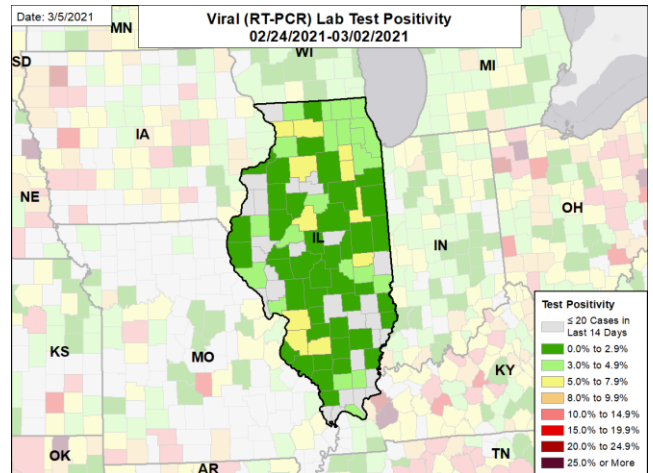 Date: 3/5/2021
Viral (RT-PCR) Lab Test Positivity
02/24/2021-03/02/2021
MN
WI
MI
SD
IA
NE
OH
IL
IN
KS
MO
KY
OK
AR
TN
Test Positivity
≤ 20 Cases in
Last 14 Days
0.0% to 2.9%
3.0% to 4.9%
5.0% to 7.9%
8.0% to 9.9%
10.0% to 14.9%
15.0% to 19.9%
20.0% to 24.9%
25.0% or More